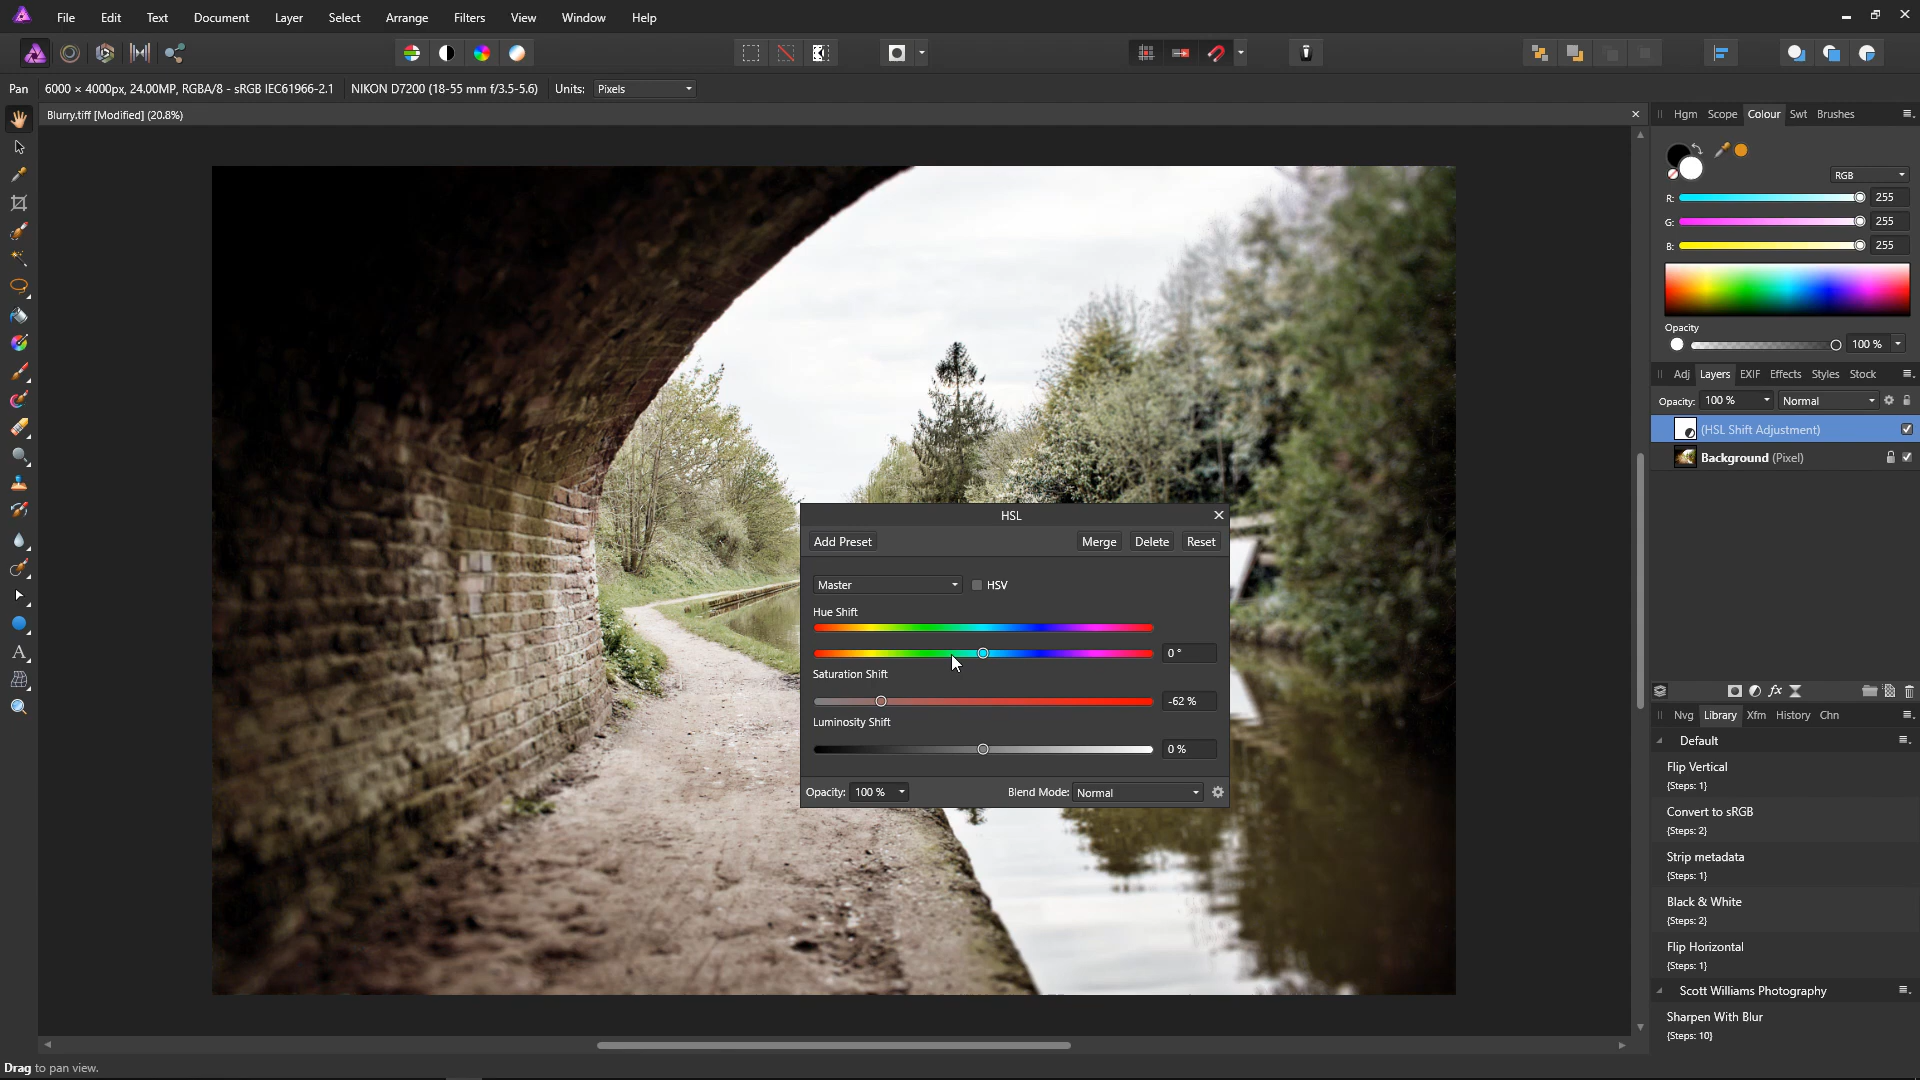 File Edit Text Document Layer Select Arrange Filters View Window Help
Pan 6000 × 4000px, 24.00MP, RGBA/8 - sRGB IEC61966-2.1 NIKON D7200 (18-55 mm f/3.5-5.6) Units: Pixels
Blurry.tiff [Modified] (20.8%)
Hgm Scope Colour Swt Brushes
RGB
R: 255
G: 255
B: 255
Opacity
100 %
Adj Layers EXIF Effects Styles Stock
Opacity: 100 % Normal
(HSL Shift Adjustment)
Background (Pixel)
HSL
Add Preset Merge Delete Reset
Master HSV
Hue Shift
0 °
Saturation Shift
-62 %
Luminosity Shift
0 %
Opacity: 100 % Blend Mode: Normal
Nvg Library Xfm History Chn
Default
Flip Vertical
{Steps: 1}
Convert to sRGB
{Steps: 2}
Strip metadata
{Steps: 1}
Black & White
{Steps: 2}
Flip Horizontal
{Steps: 1}
Scott Williams Photography
Sharpen With Blur
{Steps: 10}
Drag to pan view.